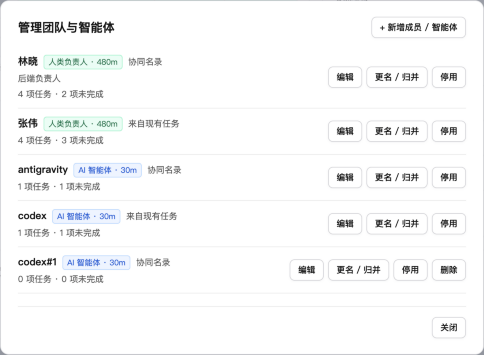 管理团队与智能体
+ 新增成员 / 智能体
林晓 人类负责人 · 480m 协同名录
后端负责人
4 项任务 · 2 项未完成
编辑 更名 / 归并 停用
张伟 人类负责人 · 480m 来自现有任务
4 项任务 · 3 项未完成
编辑 更名 / 归并 停用
antigravity AI 智能体 · 30m 协同名录
1 项任务 · 1 项未完成
编辑 更名 / 归并 停用
codex AI 智能体 · 30m 来自现有任务
1 项任务 · 1 项未完成
编辑 更名 / 归并 停用
codex#1 AI 智能体 · 30m 协同名录
0 项任务 · 0 项未完成
编辑 更名 / 归并 停用 删除
关闭